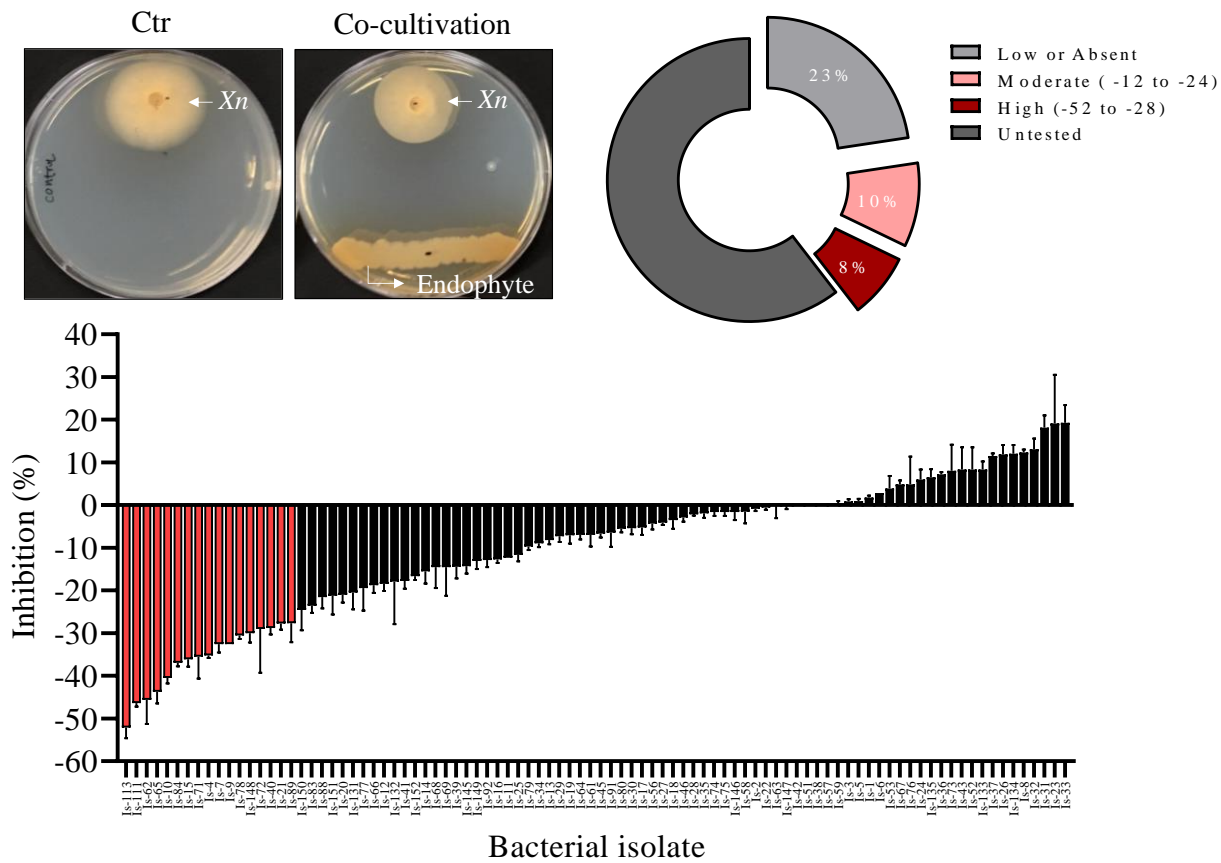 Ctr
Co-cultivation
Xn
contra
Xn
Endophyte
23%
10%
8%
Low or Absent
Moderate ( -12 to -24)
High (-52 to -28)
Untested
Inhibition (%)
40
30
20
10
0
-10
-20
-30
-40
-50
-60
Is-113
Is-111
Is-62
Is-65
Is-10
Is-84
Is-15
Is-71
Is-4
Is-7
Is-9
Is-78
Is-148
Is-72
Is-40
Is-21
Is-89
Is-150
Is-83
Is-88
Is-151
Is-20
Is-131
Is-77
Is-66
Is-12
Is-132
Is-41
Is-152
Is-14
Is-68
Is-69
Is-39
Is-145
Is-149
Is-92
Is-16
Is-11
Is-25
Is-79
Is-34
Is-13
Is-29
Is-19
Is-64
Is-61
Is-45
Is-91
Is-80
Is-30
Is-17
Is-56
Is-27
Is-18
Is-46
Is-28
Is-35
Is-74
Is-75
Is-146
Is-58
Is-2
Is-22
Is-63
Is-147
Is-42
Is-51
Is-38
Is-57
Is-59
Is-3
Is-5
Is-1
Is-6
Is-53
Is-67
Is-76
Is-24
Is-135
Is-36
Is-73
Is-43
Is-52
Is-133
Is-37
Is-26
Is-134
Is-8
Is-32
Is-31
Is-23
Is-33
Bacterial isolate